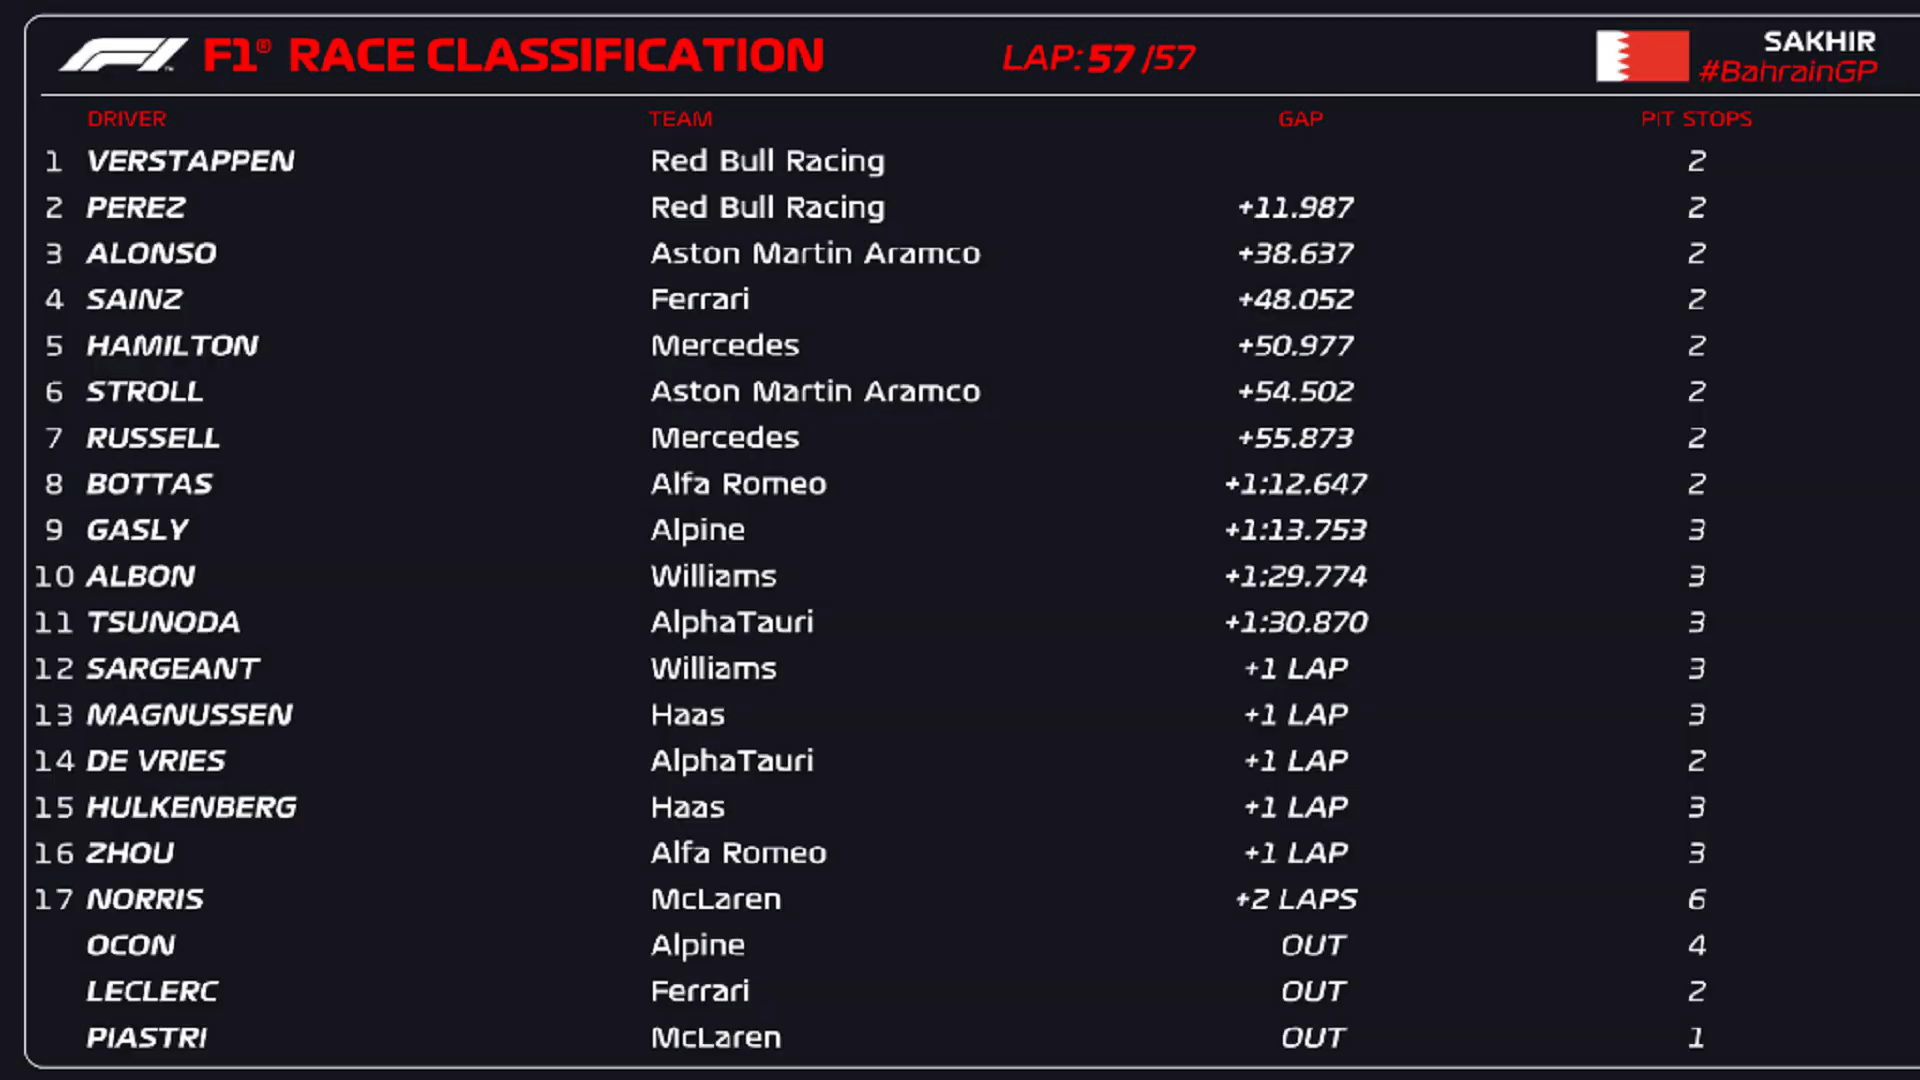 F1® RACE CLASSIFICATION LAP: 57 /57 SAKHIR
#BahrainGP
DRIVER TEAM GAP PIT STOPS
1 VERSTAPPEN Red Bull Racing 2
2 PEREZ Red Bull Racing +11.987 2
3 ALONSO Aston Martin Aramco +38.637 2
4 SAINZ Ferrari +48.052 2
5 HAMILTON Mercedes +50.977 2
6 STROLL Aston Martin Aramco +54.502 2
7 RUSSELL Mercedes +55.873 2
8 BOTTAS Alfa Romeo +1:12.647 2
9 GASLY Alpine +1:13.753 3
10 ALBON Williams +1:29.774 3
11 TSUNODA AlphaTauri +1:30.870 3
12 SARGEANT Williams +1 LAP 3
13 MAGNUSSEN Haas +1 LAP 3
14 DE VRIES AlphaTauri +1 LAP 2
15 HULKENBERG Haas +1 LAP 3
16 ZHOU Alfa Romeo +1 LAP 3
17 NORRIS McLaren +2 LAPS 6
OCON Alpine OUT 4
LECLERC Ferrari OUT 2
PIASTRI McLaren OUT 1